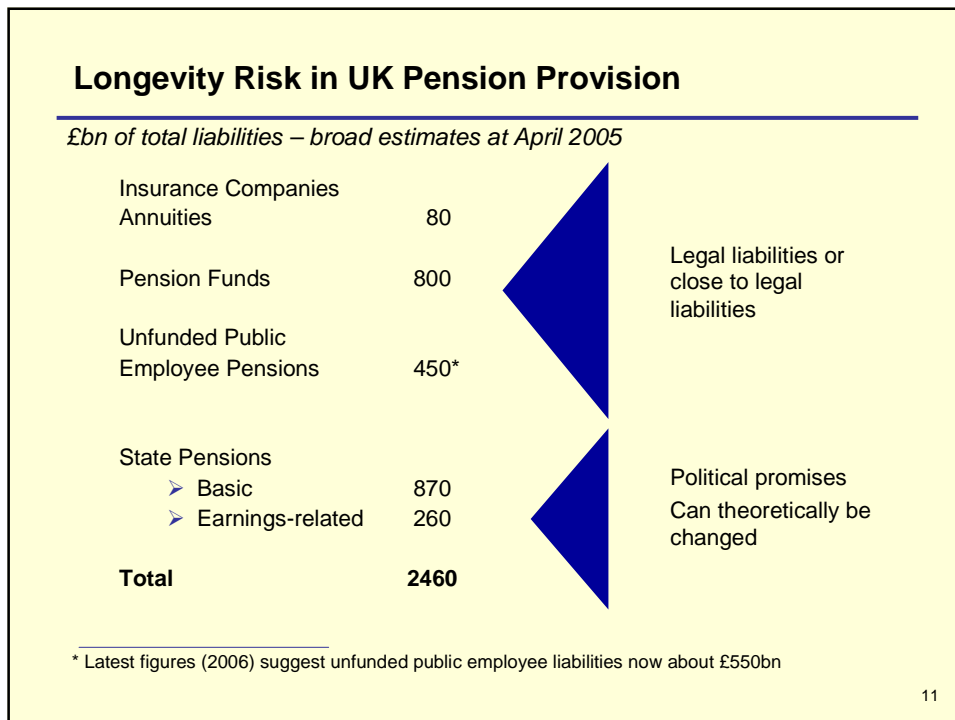 Longevity Risk in UK Pension Provision
£bn of total liabilities – broad estimates at April 2005
Insurance Companies
Annuities 80
Pension Funds 800
Unfunded Public
Employee Pensions 450*
Legal liabilities or
close to legal
liabilities
State Pensions
➢ Basic 870
➢ Earnings-related 260
Total 2460
Political promises
Can theoretically be
changed
* Latest figures (2006) suggest unfunded public employee liabilities now about £550bn
11